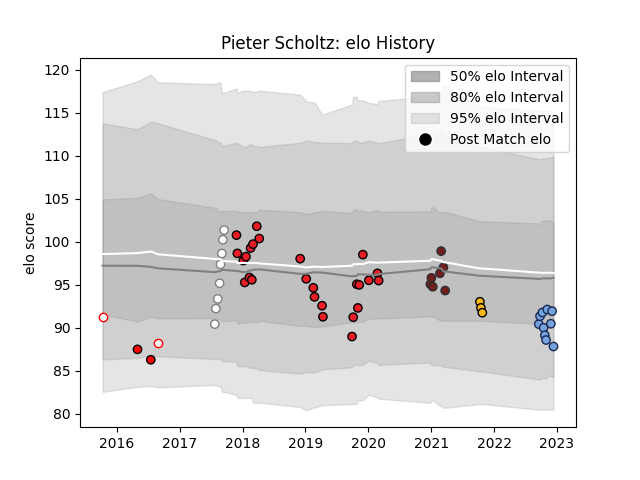 Pieter Scholtz: elo History
50% elo Interval
80% elo Interval
95% elo Interval
Post Match elo
elo score
120
115
110
105
100
95
90
85
80
2016
2017
2018
2019
2020
2021
2022
2023